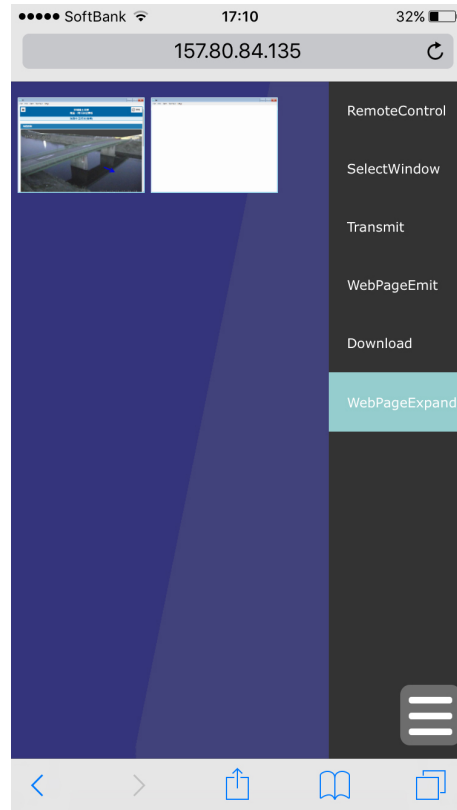 SoftBank 17:10 32%
157.80.84.135
RemoteControl
SelectWindow
Transmit
WebPageEmit
Download
WebPageExpand